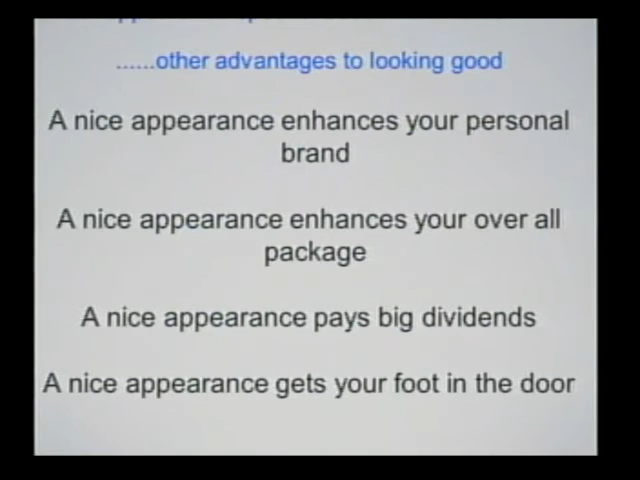 ......other advantages to looking good
A nice appearance enhances your personal
brand
A nice appearance enhances your over all
package
A nice appearance pays big dividends
A nice appearance gets your foot in the door